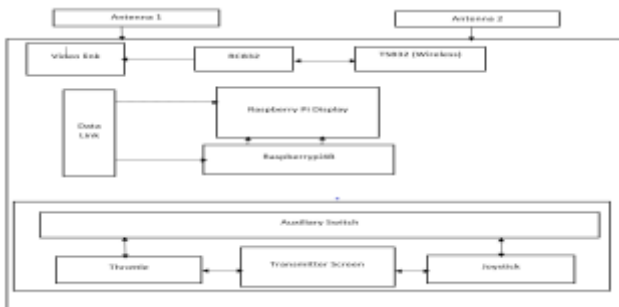 Antenna 1
Antenna 2
Video link
RC832
TS832 (Wireless)
Raspberry Pi Display
Data
Link
Auxiliary Switch
Throttle
Transmitter Screen
Joystick